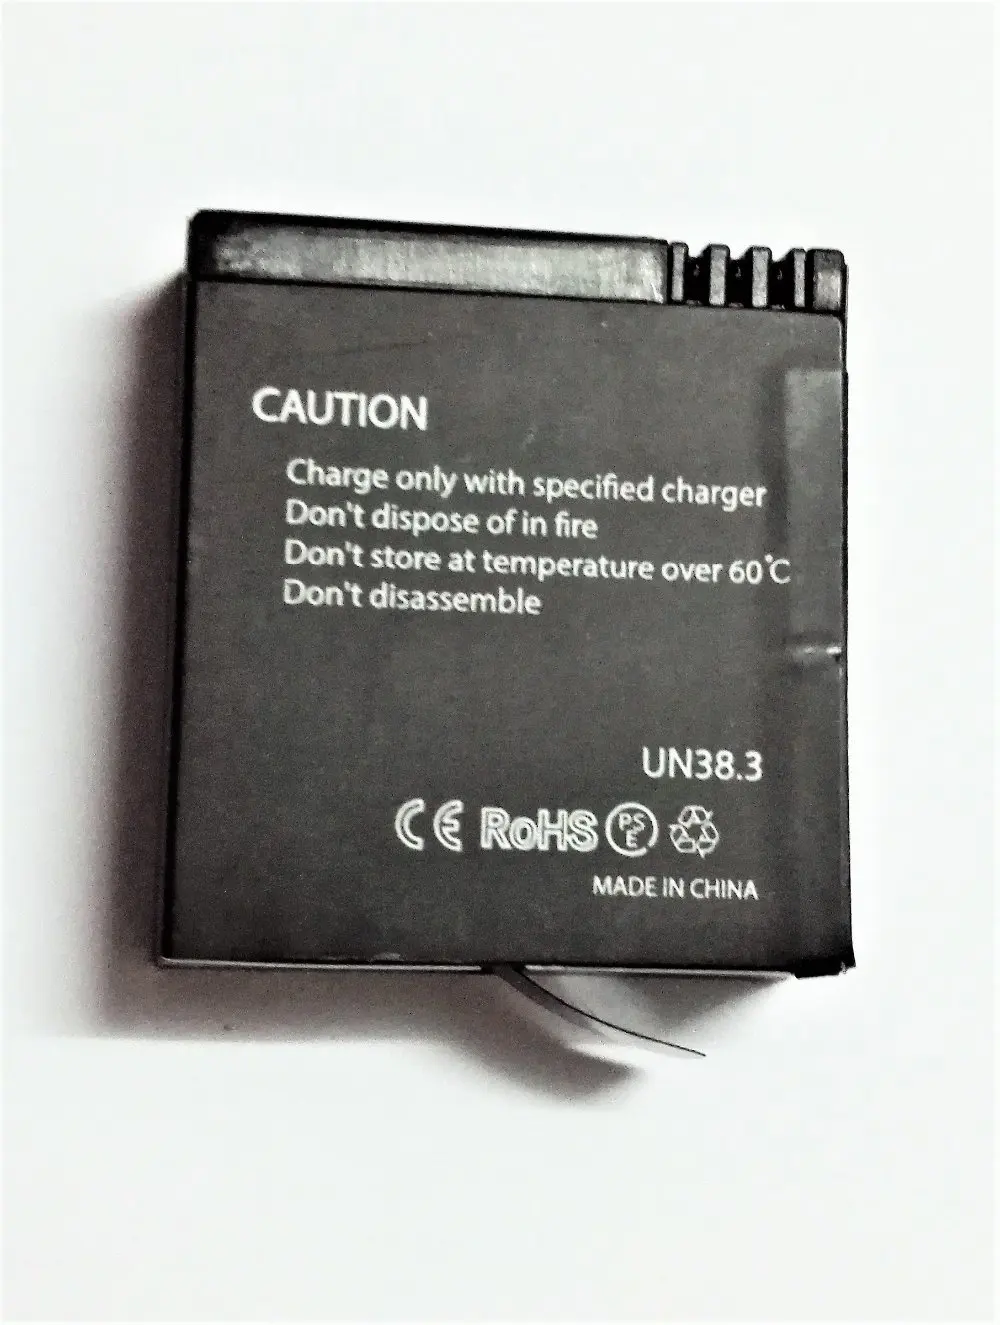 CAUTION
Charge only with specified charger
Don't dispose of in fire
Don't store at temperature over 60°C
Don't disassemble
UN38.3
CE RoHS PSE
MADE IN CHINA